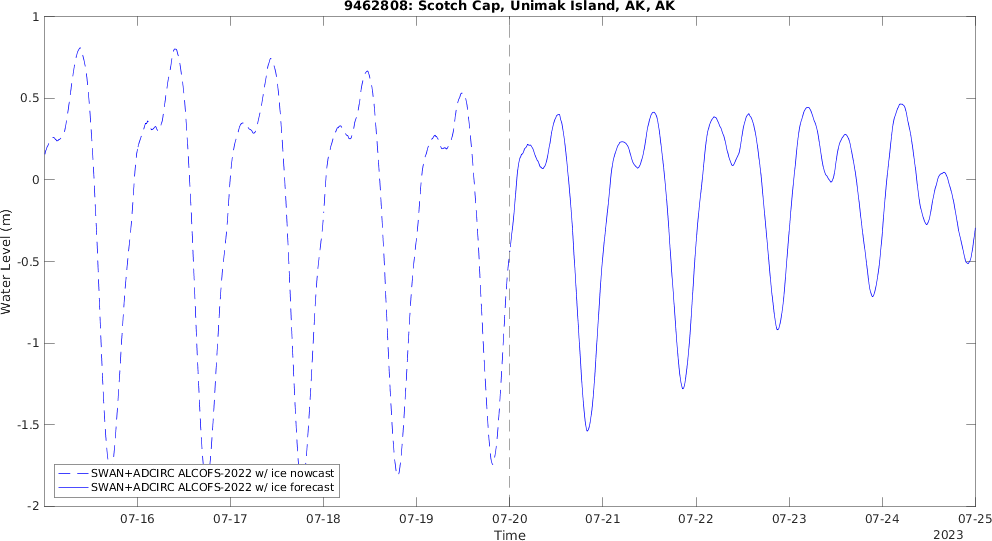 9462808: Scotch Cap, Unimak Island, AK, AK
1
0.5
0
-0.5
-1
-1.5
-2
Water Level (m)
SWAN+ADCIRC ALCOFS-2022 w/ ice nowcast
SWAN+ADCIRC ALCOFS-2022 w/ ice forecast
07-16 07-17 07-18 07-19 07-20 07-21 07-22 07-23 07-24 07-25
Time
2023